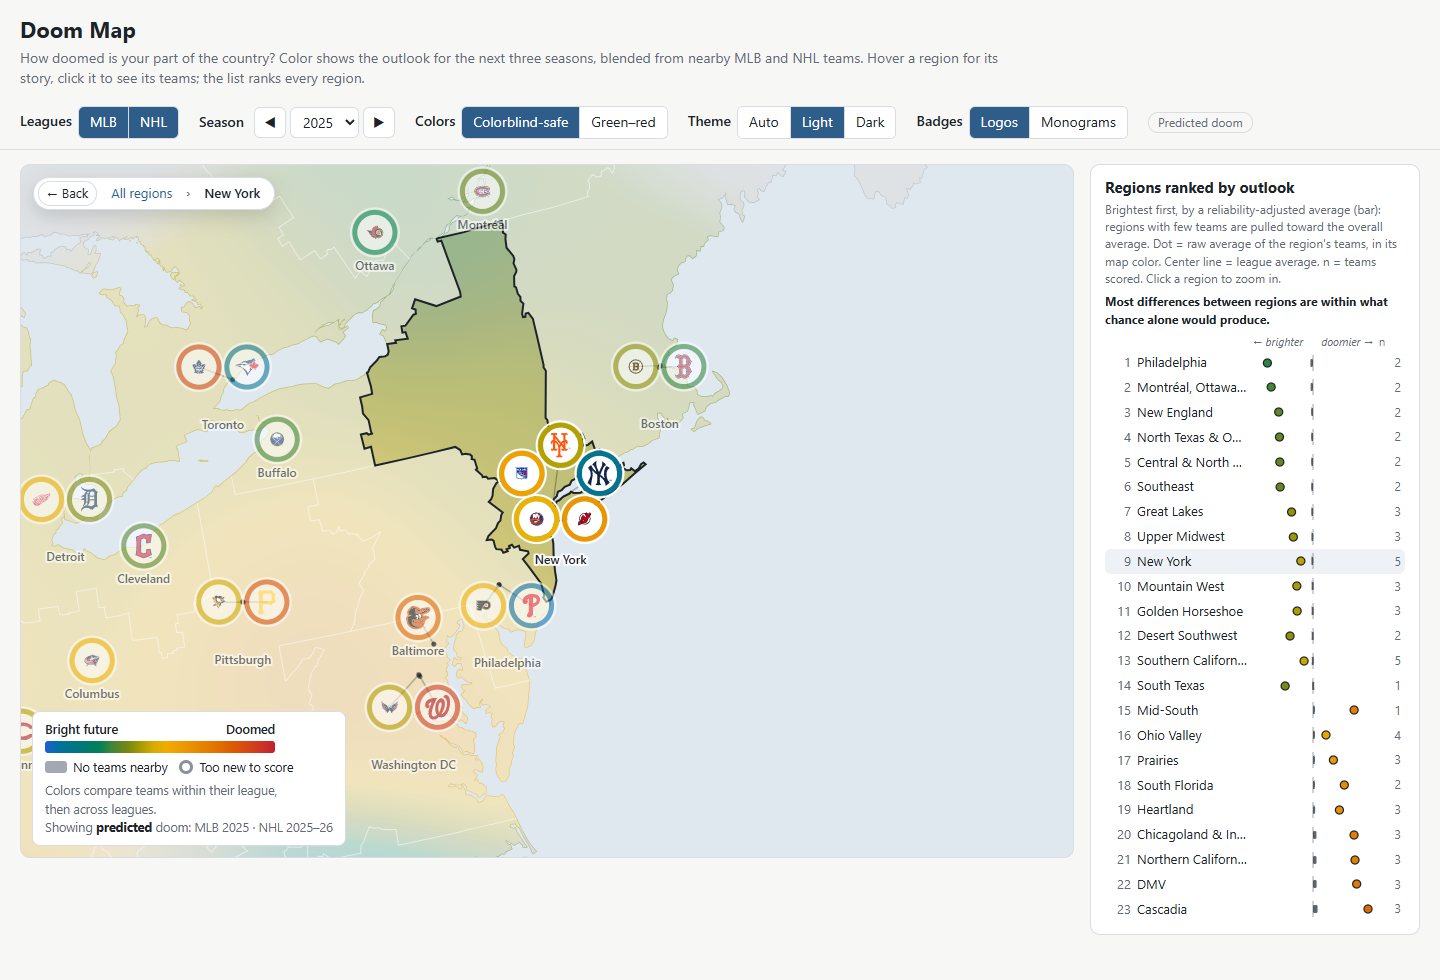 Doom Map
How doomed is your part of the country? Color shows the outlook for the next three seasons, blended from nearby MLB and NHL teams. Hover a region for its
story, click it to see its teams; the list ranks every region.
Leagues MLB NHL Season ◀ 2025 ▶ Colors Colorblind-safe Green–red Theme Auto Light Dark Badges Logos Monograms Predicted doom
← Back All regions › New York
Montréal
Ottawa
Toronto
Boston
Buffalo
Detroit
Cleveland
New York
Pittsburgh
Baltimore
Philadelphia
Columbus
Washington DC
Bright future Doomed
No teams nearby Too new to score
Colors compare teams within their league,
then across leagues.
Showing predicted doom: MLB 2025 · NHL 2025–26
Regions ranked by outlook
Brightest first, by a reliability-adjusted average (bar):
regions with few teams are pulled toward the overall
average. Dot = raw average of the region's teams, in its
map color. Center line = league average. n = teams
scored. Click a region to zoom in.
Most differences between regions are within what
chance alone would produce.
← brighter doomier → n
1 Philadelphia 2
2 Montréal, Ottawa... 2
3 New England 2
4 North Texas & O... 2
5 Central & North ... 2
6 Southeast 2
7 Great Lakes 3
8 Upper Midwest 3
9 New York 5
10 Mountain West 3
11 Golden Horseshoe 3
12 Desert Southwest 2
13 Southern Californ... 5
14 South Texas 1
15 Mid-South 1
16 Ohio Valley 4
17 Prairies 3
18 South Florida 2
19 Heartland 3
20 Chicagoland & In... 3
21 Northern Californ... 3
22 DMV 3
23 Cascadia 3